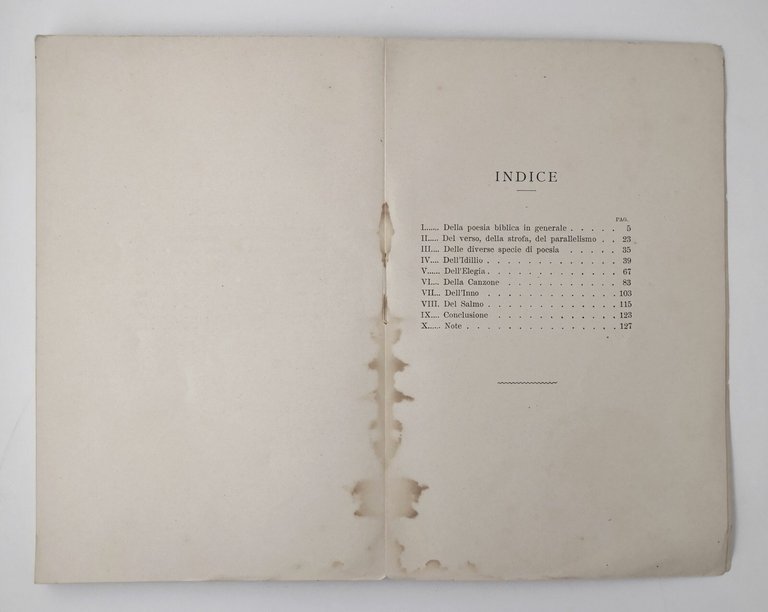 INDICE
PAG.
I...... Della poesia biblica in generale . . . . . 5
II..... Del verso, della strofa, del parallelismo . . 23
III.... Delle diverse specie di poesia . . . . . 35
IV.... Dell'Idillio . . . . . . . . . . . . . . 39
V...... Dell'Elegia . . . . . . . . . . . . . . 67
VI.... Della Canzone . . . . . . . . . . . . . 83
VII... Dell'Inno . . . . . . . . . . . . . . 103
VIII. Del Salmo . . . . . . . . . . . . . . 115
IX.... Conclusione . . . . . . . . . . . . . 123
X...... Note . . . . . . . . . . . . . . . . 127